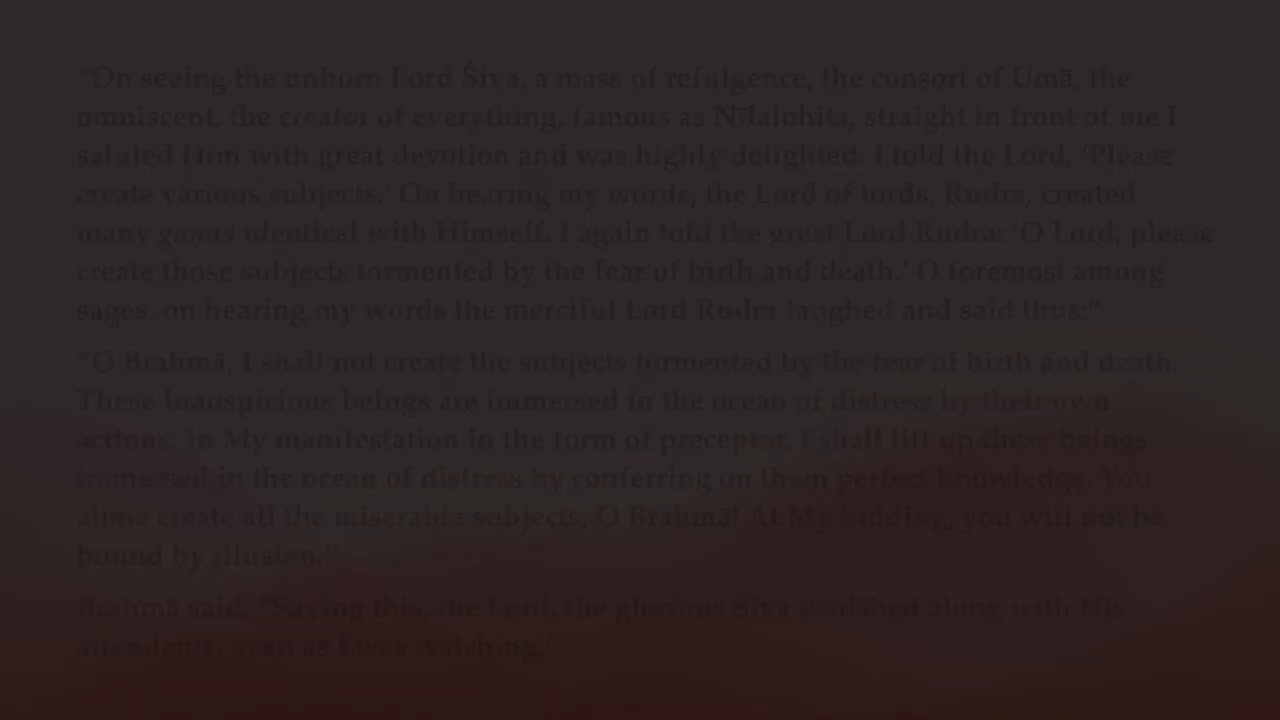 "On seeing the unborn Lord Śiva, a mass of refulgence, the consort of Umā, the
omniscent, the creator of everything, famous as Nīlalohita, straight in front of me I
saluted Him with great devotion and was highly delighted. I told the Lord, 'Please
create various subjects.' On hearing my words, the Lord of lords, Rudra, created
many gaṇas identical with Himself. I again told the great Lord Rudra: 'O Lord, please
create those subjects tormented by the fear of birth and death.' O foremost among
sages, on hearing my words the merciful Lord Rudra laughed and said thus:"
"O Brahmā, I shall not create the subjects tormented by the fear of birth and death.
These inauspicious beings are immersed in the ocean of distress by their own
actions. In My manifestation in the form of preceptor, I shall lift up these beings
immersed in the ocean of distress by conferring on them perfect knowledge. You
alone create all the miserable subjects, O Brahmā! At My bidding, you will not be
bound by illusion."
Brahmā said, "Saying this, the Lord, the glorious Śiva vanished along with His
attendants, even as I was watching."